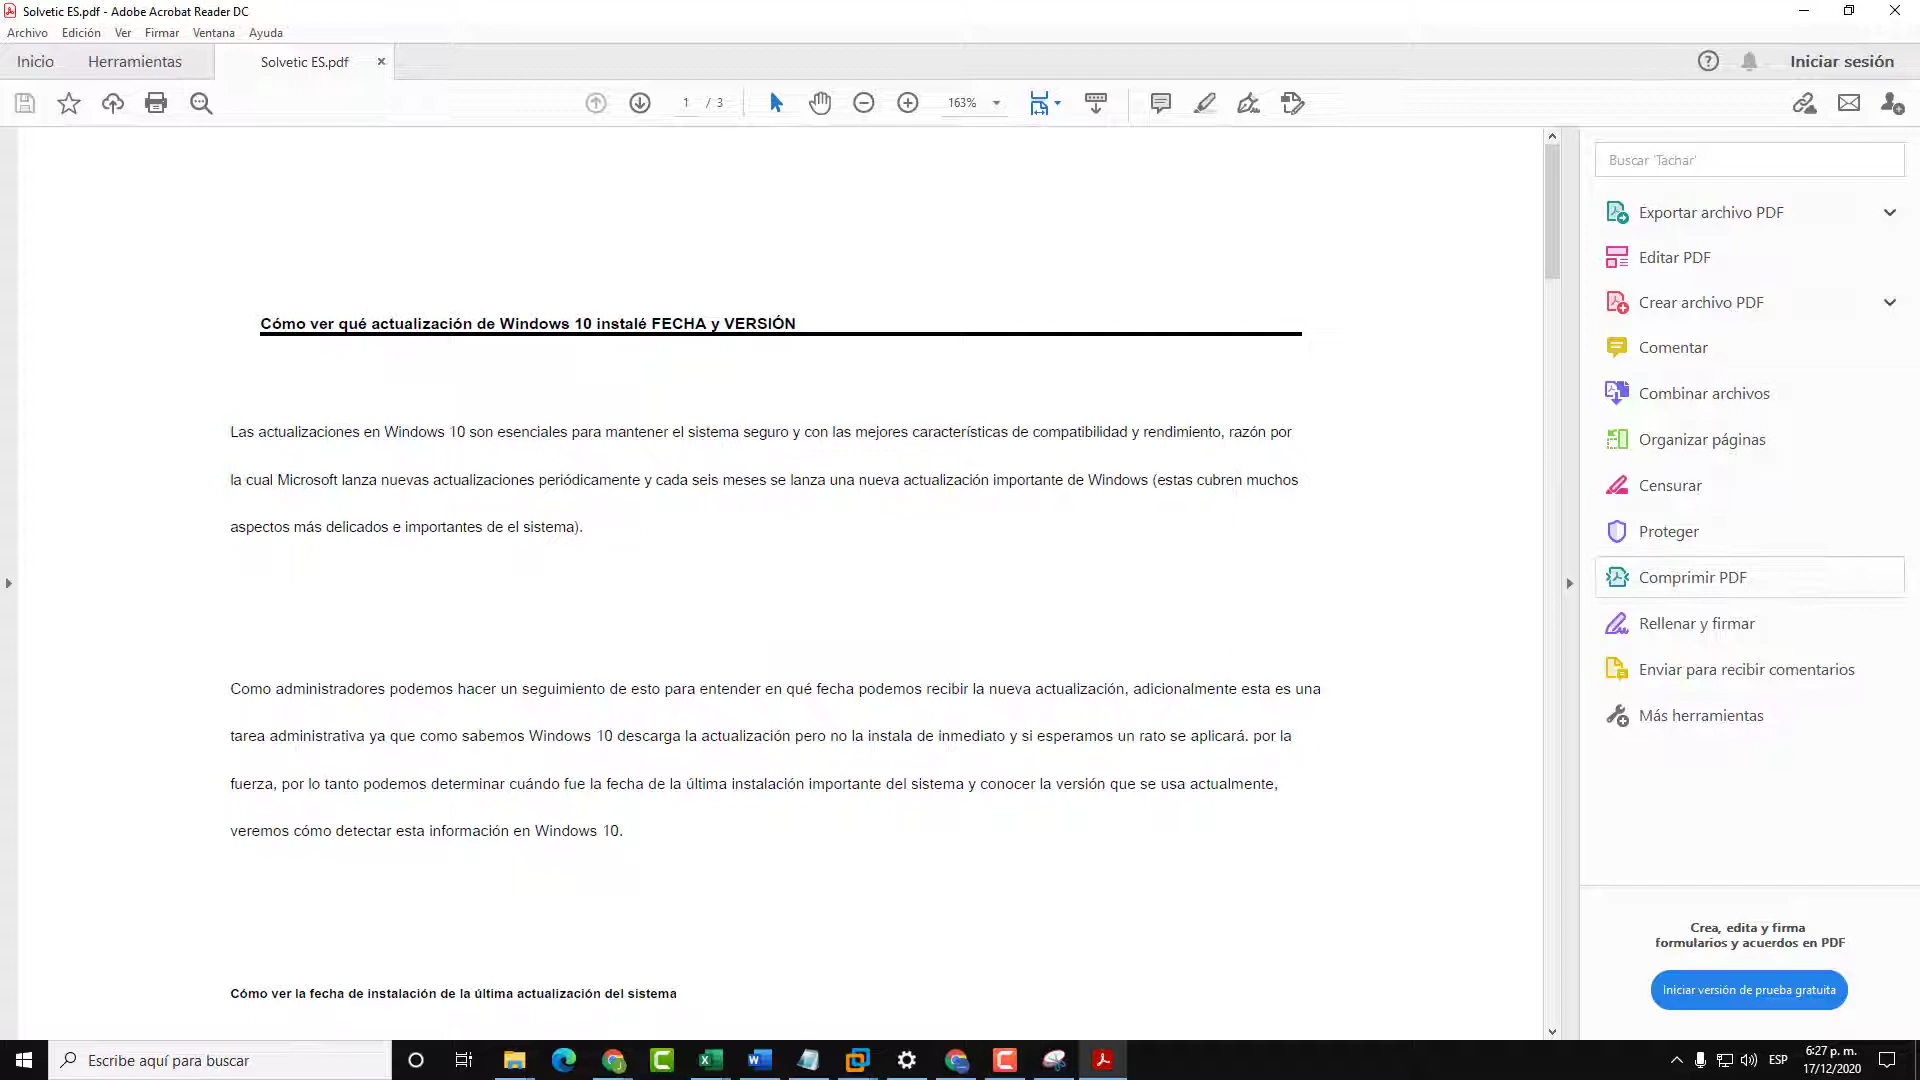 Solvetic ES.pdf - Adobe Acrobat Reader DC
Archivo Edición Ver Firmar Ventana Ayuda
Inicio Herramientas Solvetic ES.pdf × Iniciar sesión
1 / 3 163%
Buscar 'Tachar'
Exportar archivo PDF
Editar PDF
Crear archivo PDF
Comentar
Combinar archivos
Organizar páginas
Censurar
Proteger
Comprimir PDF
Rellenar y firmar
Enviar para recibir comentarios
Más herramientas
Crea, edita y firma
formularios y acuerdos en PDF
Iniciar versión de prueba gratuita
Cómo ver qué actualización de Windows 10 instalé FECHA y VERSIÓN
Las actualizaciones en Windows 10 son esenciales para mantener el sistema seguro y con las mejores características de compatibilidad y rendimiento, razón por
la cual Microsoft lanza nuevas actualizaciones periódicamente y cada seis meses se lanza una nueva actualización importante de Windows (estas cubren muchos
aspectos más delicados e importantes de el sistema).
Como administradores podemos hacer un seguimiento de esto para entender en qué fecha podemos recibir la nueva actualización, adicionalmente esta es una
tarea administrativa ya que como sabemos Windows 10 descarga la actualización pero no la instala de inmediato y si esperamos un rato se aplicará. por la
fuerza, por lo tanto podemos determinar cuándo fue la fecha de la última instalación importante del sistema y conocer la versión que se usa actualmente,
veremos cómo detectar esta información en Windows 10.
Cómo ver la fecha de instalación de la última actualización del sistema
Escribe aquí para buscar
ESP
6:27 p. m.
17/12/2020